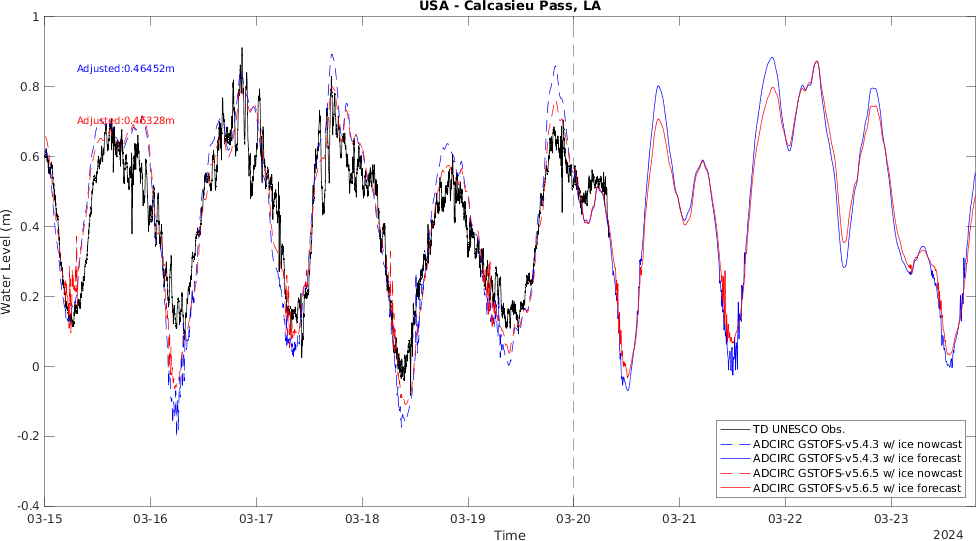 USA - Calcasieu Pass, LA
Water Level (m)
1
0.8
0.6
0.4
0.2
0
-0.2
-0.4
Adjusted:0.46452m
Adjusted:0.46328m
TD UNESCO Obs.
ADCIRC GSTOFS-v5.4.3 w/ ice nowcast
ADCIRC GSTOFS-v5.4.3 w/ ice forecast
ADCIRC GSTOFS-v5.6.5 w/ ice nowcast
ADCIRC GSTOFS-v5.6.5 w/ ice forecast
03-15 03-16 03-17 03-18 03-19 03-20 03-21 03-22 03-23
Time
2024